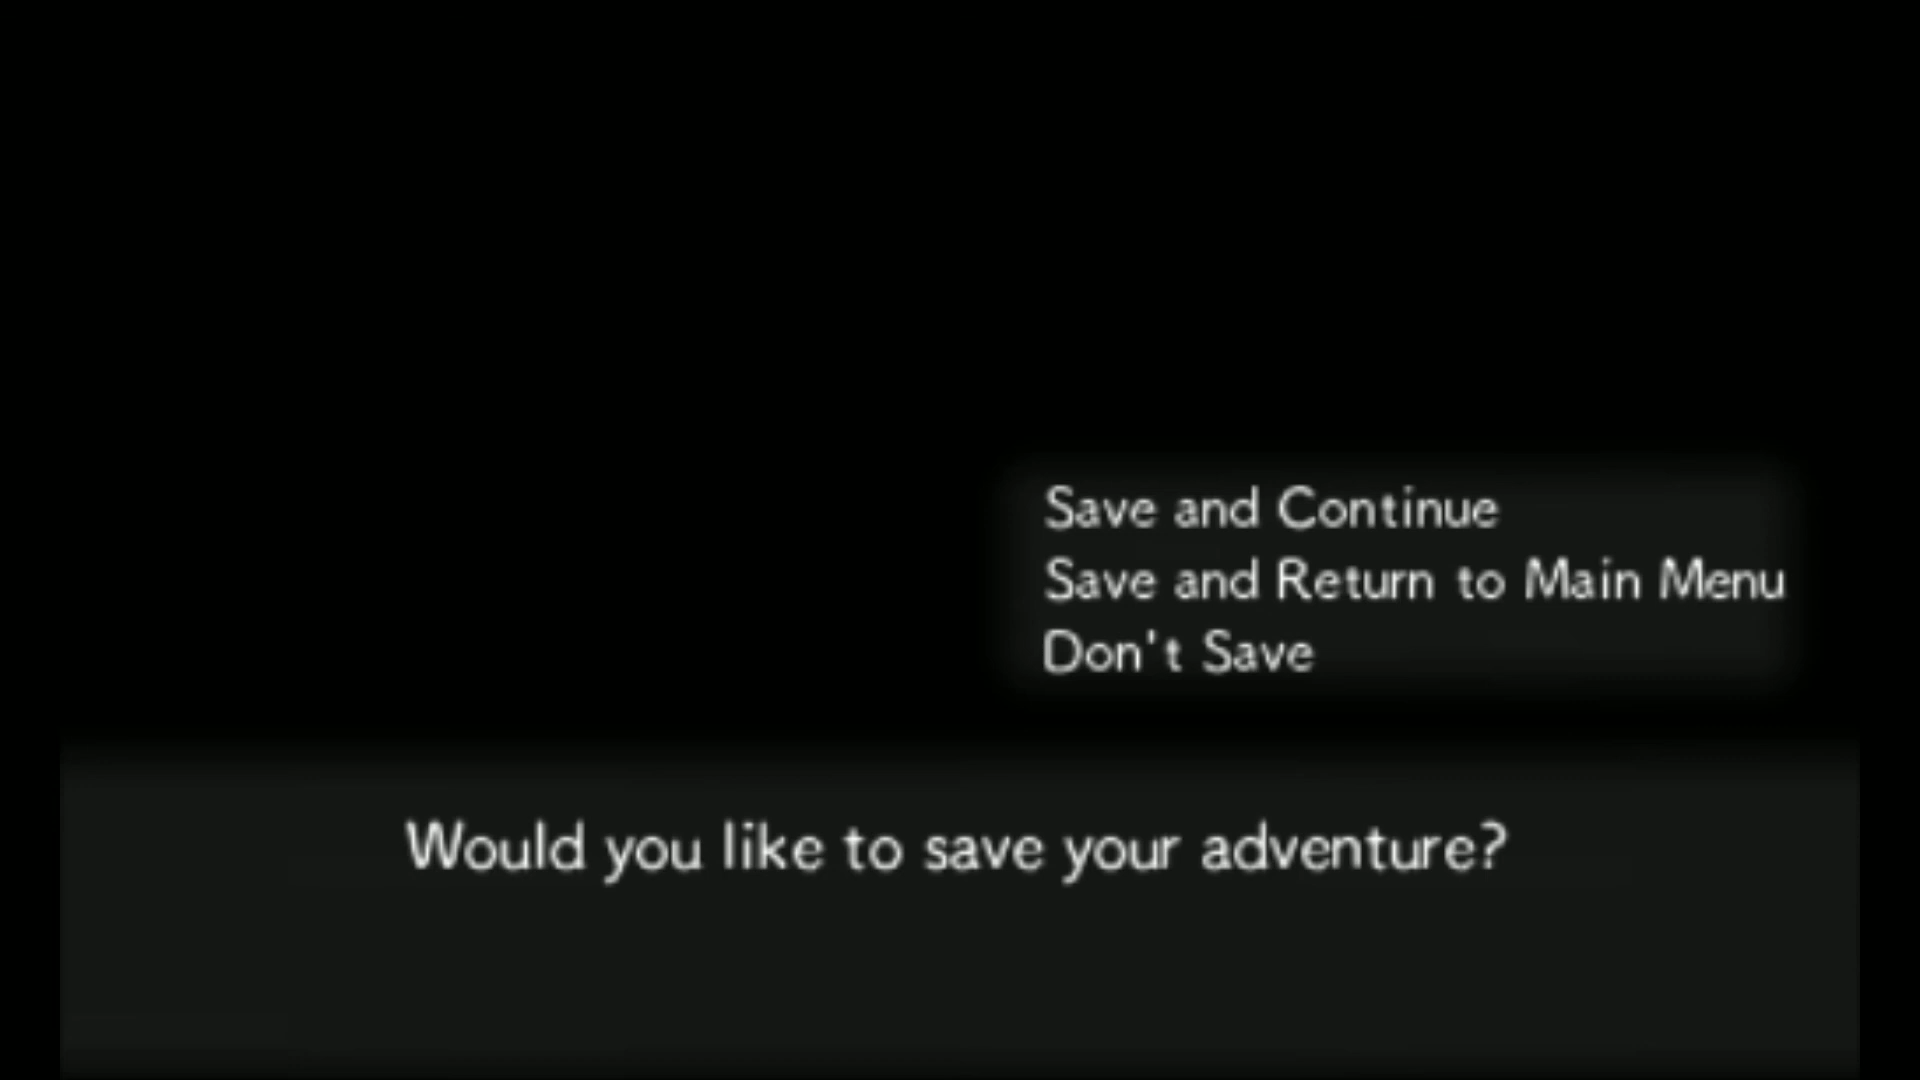 Save and Continue
Save and Return to Main Menu
Don't Save
Would you like to save your adventure?